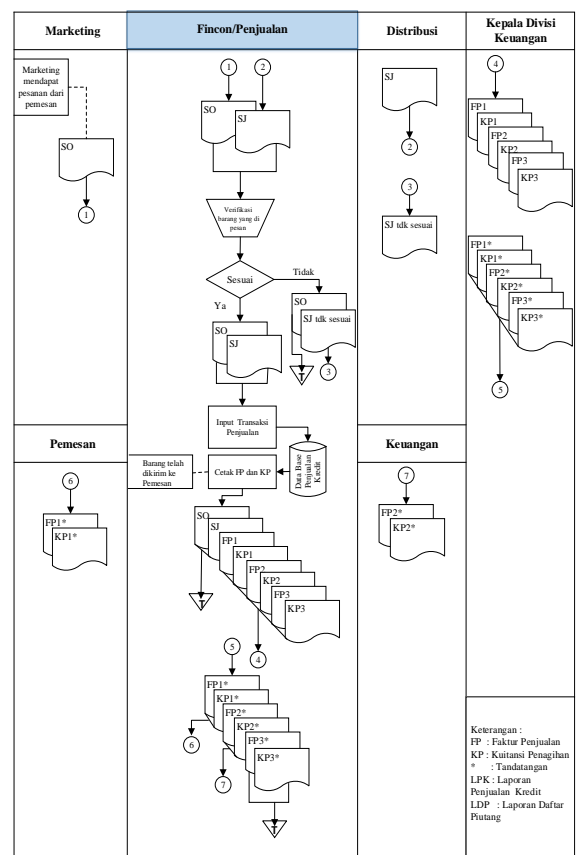 Marketing
Fincon/Penjualan
Distribusi
Kepala Divisi
Keuangan
Marketing
mendapat
pesanan dari
pemesan
SO
1
1
2
SO
SJ
Verifikasi
barang yang di
pesan
Sesuai
Tidak
Ya
SO
SJ
SO
SJ tdk sesuai
T
3
Input Transaksi
Penjualan
Data Base
Penjualan
Kredit
Cetak FP dan KP
Barang telah
dikirim ke
Pemesan
SO
SJ
FP1
KP1
FP2
KP2
FP3
KP3
T
4
5
FP1*
KP1*
FP2*
KP2*
FP3*
KP3*
6
7
T
SJ
2
3
SJ tdk sesuai
4
FP1
KP1
FP2
KP2
FP3
KP3
FP1*
KP1*
FP2*
KP2*
FP3*
KP3*
5
Pemesan
6
FP1*
KP1*
Keuangan
7
FP2*
KP2*
Keterangan :
FP : Faktur Penjualan
KP : Kuitansi Penagihan
* : Tandatangan
LPK : Laporan
Penjualan Kredit
LDP : Laporan Daftar
Piutang